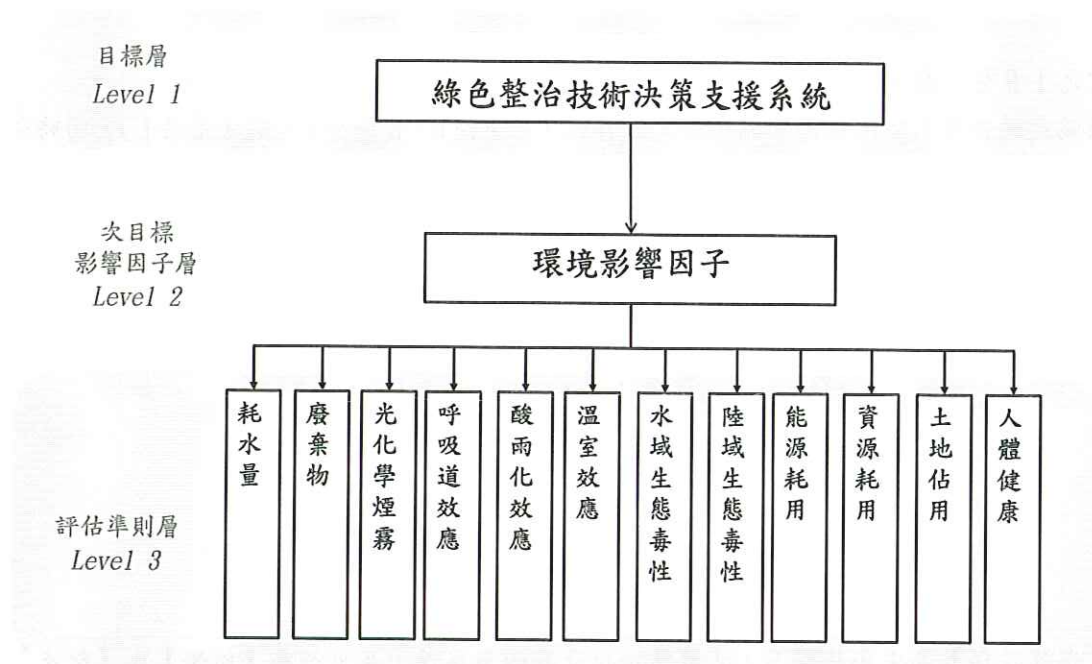 目標層
Level 1
綠色整治技術決策支援系統
次目標
影響因子層
Level 2
環境影響因子
評估準則層
Level 3
耗水量
廢棄物
光化學煙霧
呼吸道效應
酸雨化效應
溫室效應
水域生態毒性
陸域生態毒性
能源耗用
資源耗用
土地佔用
人體健康